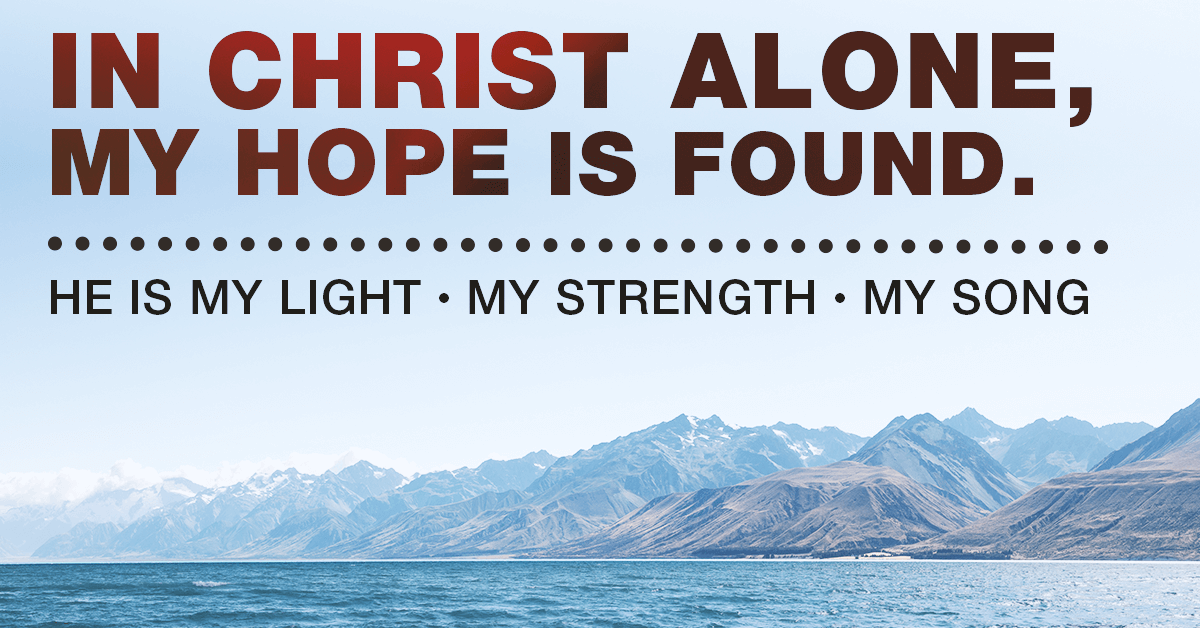 IN CHRIST ALONE,
MY HOPE IS FOUND.
HE IS MY LIGHT • MY STRENGTH • MY SONG